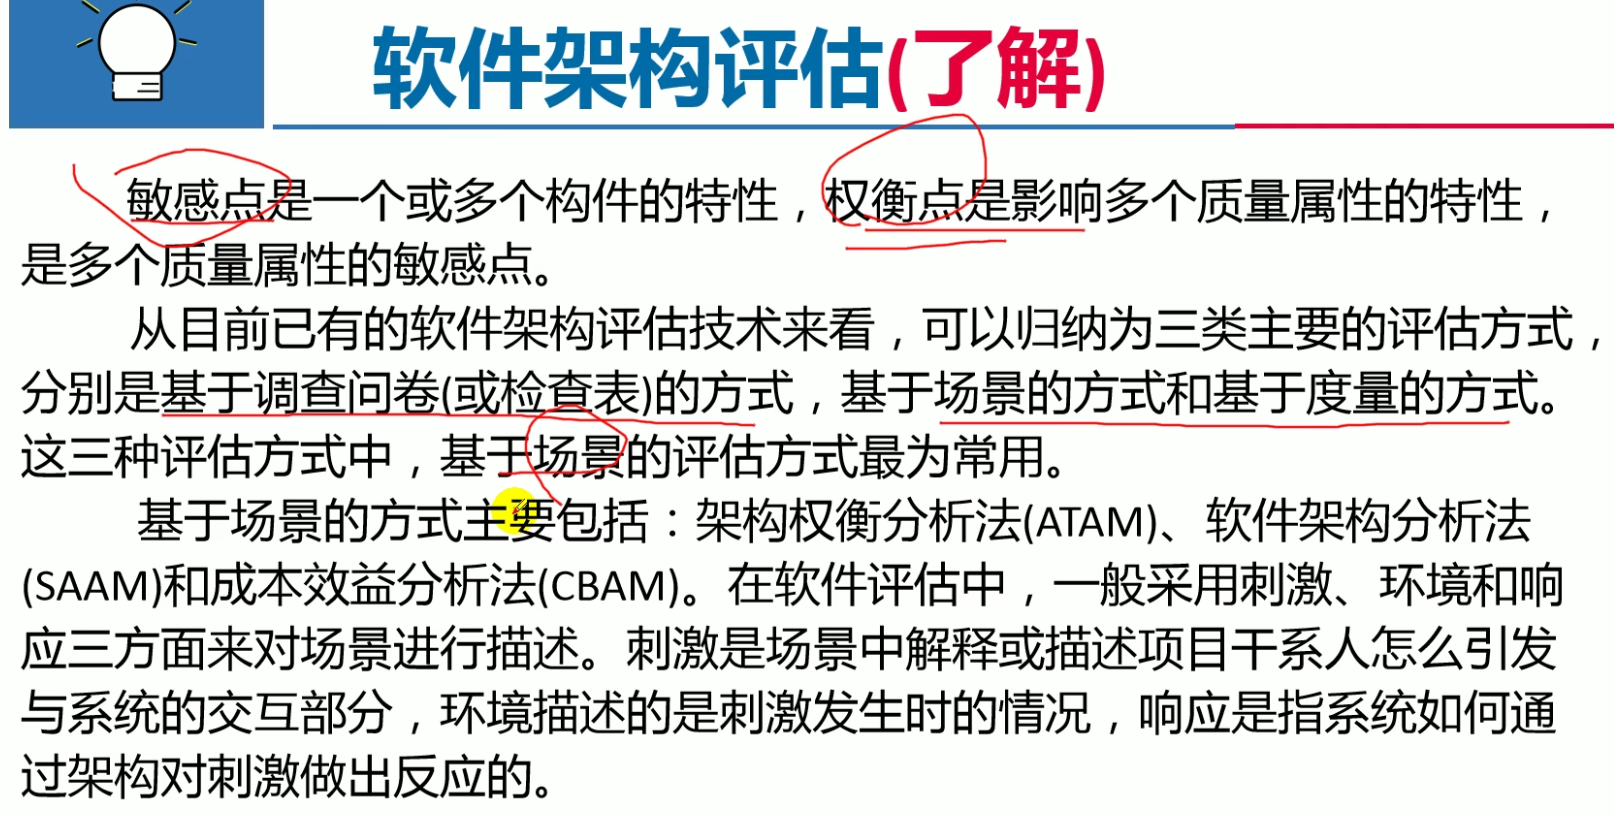 软件架构评估(了解)
敏感点是一个或多个构件的特性，权衡点是影响多个质量属性的特性，
是多个质量属性的敏感点。
从目前已有的软件架构评估技术来看，可以归纳为三类主要的评估方式，
分别是基于调查问卷(或检查表)的方式，基于场景的方式和基于度量的方式。
这三种评估方式中，基于场景的评估方式最为常用。
基于场景的方式主要包括：架构权衡分析法(ATAM)、软件架构分析法
(SAAM)和成本效益分析法(CBAM)。在软件评估中，一般采用刺激、环境和响
应三方面来对场景进行描述。刺激是场景中解释或描述项目干系人怎么引发
与系统的交互部分，环境描述的是刺激发生时的情况，响应是指系统如何通
过架构对刺激做出反应的。